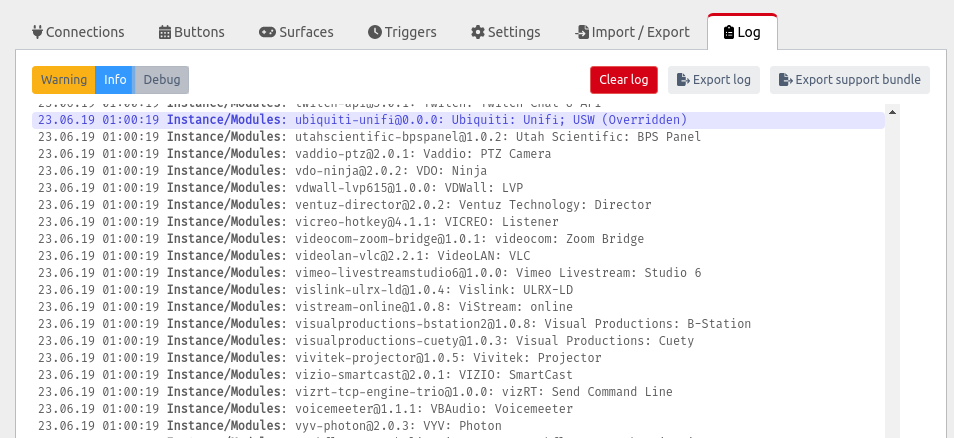 Connections Buttons Surfaces Triggers Settings Import / Export Log
Warning Info Debug Clear log Export log Export support bundle
23.06.19 01:00:19 Instance/Modules: twitch-api@3.0.1: Twitch: Twitch Chat & API
23.06.19 01:00:19 Instance/Modules: ubiquiti-unifi@0.0.0: Ubiquiti: Unifi; USW (Overridden)
23.06.19 01:00:19 Instance/Modules: utahscientific-bpspanel@1.0.2: Utah Scientific: BPS Panel
23.06.19 01:00:19 Instance/Modules: vaddio-ptz@2.0.1: Vaddio: PTZ Camera
23.06.19 01:00:19 Instance/Modules: vdo-ninja@2.0.2: VDO: Ninja
23.06.19 01:00:19 Instance/Modules: vdwall-lvp615@1.0.0: VDWall: LVP
23.06.19 01:00:19 Instance/Modules: ventuz-director@2.0.2: Ventuz Technology: Director
23.06.19 01:00:19 Instance/Modules: vicreo-hotkey@4.1.1: VICREO: Listener
23.06.19 01:00:19 Instance/Modules: videocom-zoom-bridge@1.0.1: videocom: Zoom Bridge
23.06.19 01:00:19 Instance/Modules: videolan-vlc@2.2.1: VideoLAN: VLC
23.06.19 01:00:19 Instance/Modules: vimeo-livestreamstudio6@1.0.0: Vimeo Livestream: Studio 6
23.06.19 01:00:19 Instance/Modules: vislink-ulrx-ld@1.0.4: Vislink: ULRX-LD
23.06.19 01:00:19 Instance/Modules: vistream-online@1.0.8: ViStream: online
23.06.19 01:00:19 Instance/Modules: visualproductions-bstation2@1.0.8: Visual Productions: B-Station
23.06.19 01:00:19 Instance/Modules: visualproductions-cuety@1.0.3: Visual Productions: Cuety
23.06.19 01:00:19 Instance/Modules: vivitek-projector@1.0.5: Vivitek: Projector
23.06.19 01:00:19 Instance/Modules: vizio-smartcast@2.0.1: VIZIO: SmartCast
23.06.19 01:00:19 Instance/Modules: vizrt-tcp-engine-trio@1.0.0: vizRT: Send Command Line
23.06.19 01:00:19 Instance/Modules: voicemeeter@1.1.1: VBAudio: Voicemeeter
23.06.19 01:00:19 Instance/Modules: vyv-photon@2.0.3: VYV: Photon